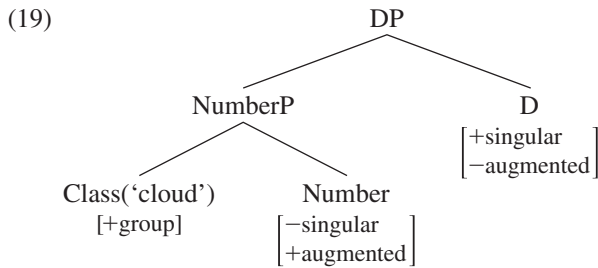 (19)
DP
NumberP D
[+singular
−augmented]
Class(‘cloud’) Number
[+group] [−singular
+augmented]